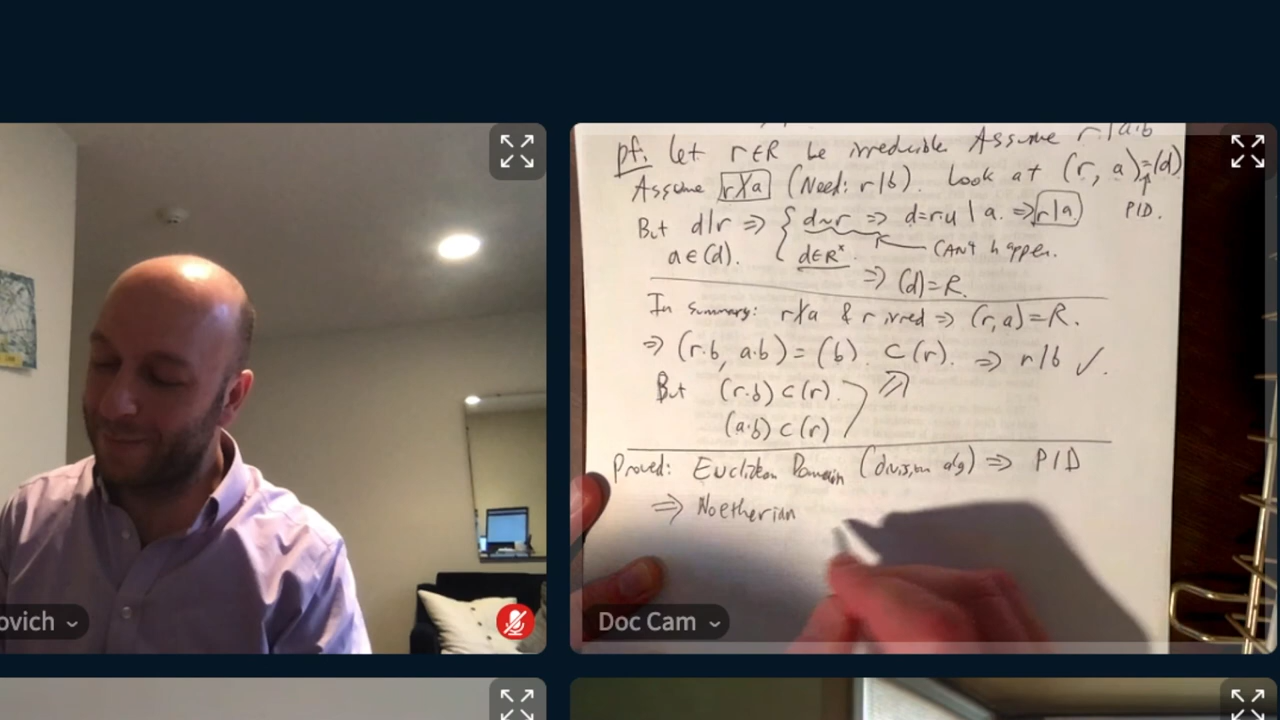 pf. Let r∈R be irreducible Assume r|a·b
Assume r∤a (Need: r|b). Look at (r, a)=(d)
PID.
But d|r ⇒ { d~r ⇒ d=r·u | a. ⇒ r|a
a∈(d). d∈R^x. CAN'T happen.
⇒ (d)=R.
In summary: r∤a & r irred ⇒ (r,a)=R.
⇒ (r·b, a·b) = (b) ⊂ (r). ⇒ r|b ✓.
But (r·b) ⊂ (r).
(a·b) ⊂ (r)
Proved: Euclidean Domain (division alg) ⇒ PID
⇒ Noetherian
ovich
Doc Cam